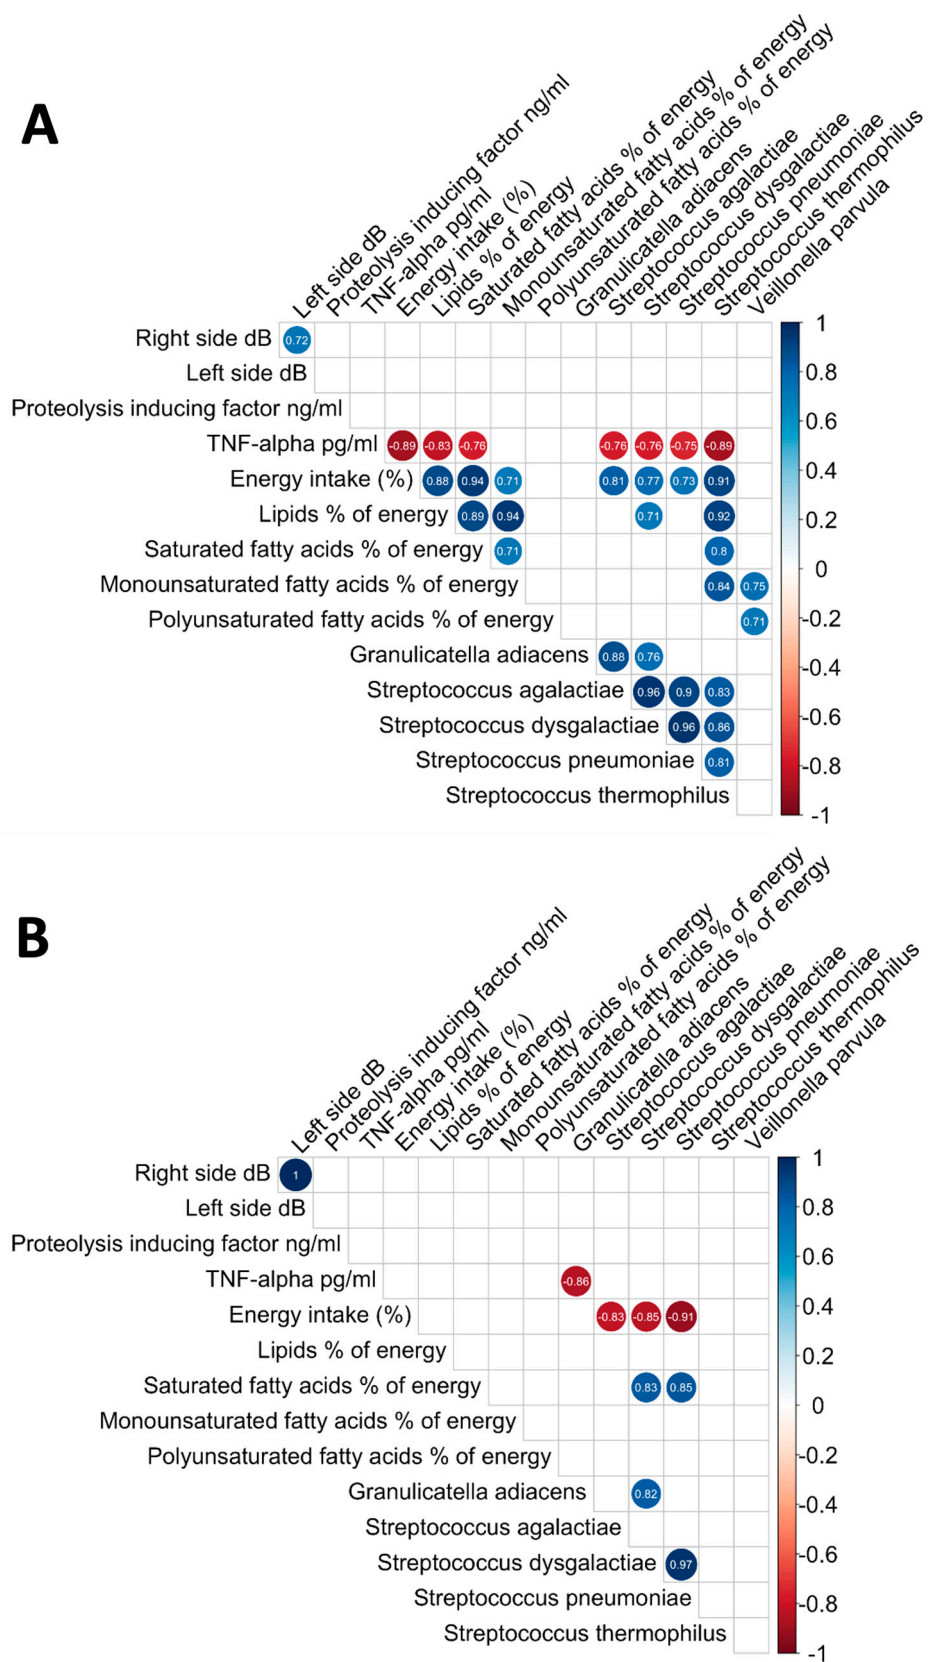 A
Left side dB
Proteolysis inducing factor ng/ml
TNF-alpha pg/ml
Energy intake (%)
Lipids % of energy
Saturated fatty acids % of energy
Monounsaturated fatty acids % of energy
Polyunsaturated fatty acids % of energy
Granulicatella adiacens
Streptococcus agalactiae
Streptococcus dysgalactiae
Streptococcus pneumoniae
Streptococcus thermophilus
Veillonella parvula
Right side dB 0.72
Left side dB
Proteolysis inducing factor ng/ml
TNF-alpha pg/ml -0.89 -0.83 -0.76 -0.76 -0.76 -0.75 -0.89
Energy intake (%) 0.88 0.94 0.71 0.81 0.77 0.73 0.91
Lipids % of energy 0.89 0.94 0.71 0.92
Saturated fatty acids % of energy 0.71 0.8
Monounsaturated fatty acids % of energy 0.84 0.75
Polyunsaturated fatty acids % of energy 0.71
Granulicatella adiacens 0.88 0.76
Streptococcus agalactiae 0.96 0.9 0.83
Streptococcus dysgalactiae 0.96 0.86
Streptococcus pneumoniae 0.81
Streptococcus thermophilus
1
0.8
0.6
0.4
0.2
0
-0.2
-0.4
-0.6
-0.8
-1
B
Left side dB
Proteolysis inducing factor ng/ml
TNF-alpha pg/ml
Energy intake (%)
Lipids % of energy
Saturated fatty acids % of energy
Monounsaturated fatty acids % of energy
Polyunsaturated fatty acids % of energy
Granulicatella adiacens
Streptococcus agalactiae
Streptococcus dysgalactiae
Streptococcus pneumoniae
Streptococcus thermophilus
Veillonella parvula
Right side dB 1
Left side dB
Proteolysis inducing factor ng/ml
TNF-alpha pg/ml -0.86
Energy intake (%) -0.83 -0.85 -0.91
Lipids % of energy
Saturated fatty acids % of energy 0.83 0.85
Monounsaturated fatty acids % of energy
Polyunsaturated fatty acids % of energy
Granulicatella adiacens 0.82
Streptococcus agalactiae
Streptococcus dysgalactiae 0.97
Streptococcus pneumoniae
Streptococcus thermophilus
1
0.8
0.6
0.4
0.2
0
-0.2
-0.4
-0.6
-0.8
-1